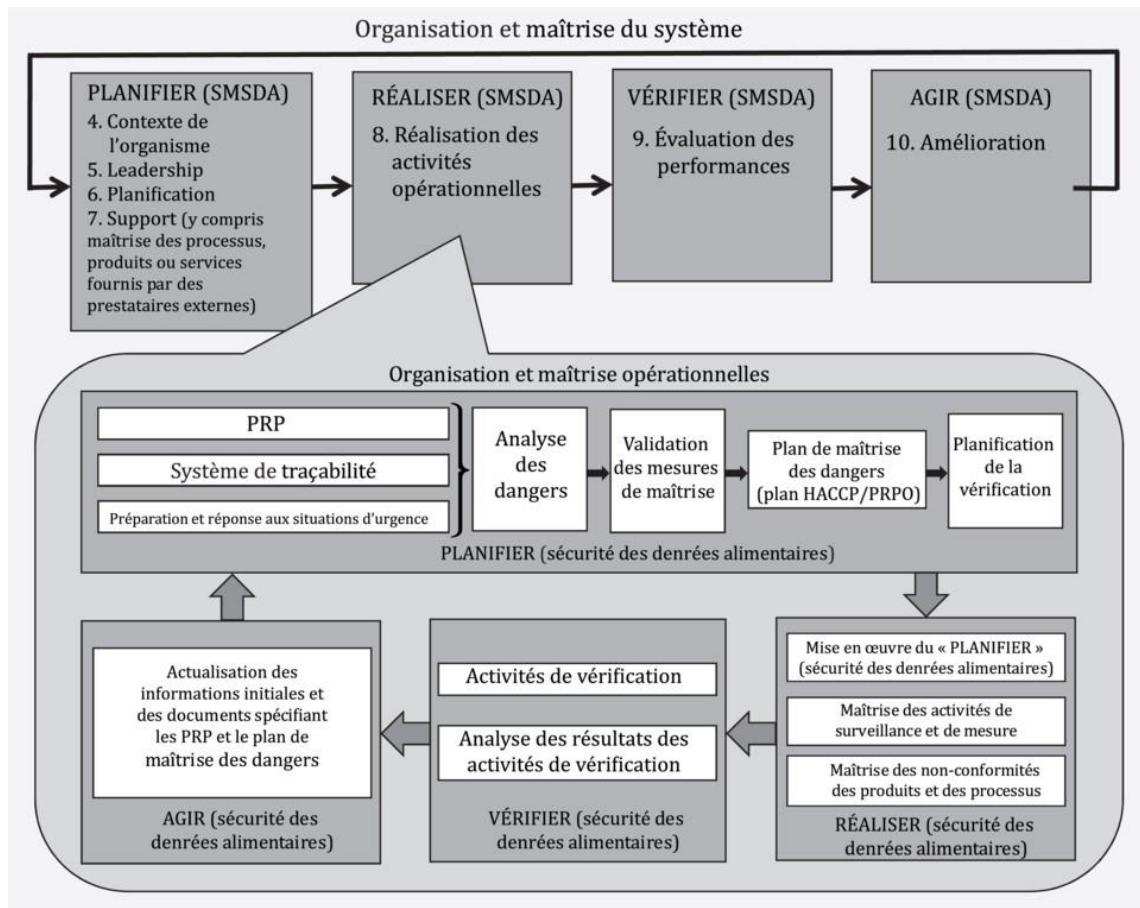 Organisation et maîtrise du système
PLANIFIER (SMSDA)
4. Contexte de
l'organisme
5. Leadership
6. Planification
7. Support (y compris
maîtrise des processus,
produits ou services
fournis par des
prestataires externes)
RÉALISER (SMSDA)
8. Réalisation des
activités
opérationnelles
VÉRIFIER (SMSDA)
9. Évaluation des
performances
AGIR (SMSDA)
10. Amélioration
Organisation et maîtrise opérationnelles
PRP
Système de traçabilité
Préparation et réponse aux situations d'urgence
Analyse
des
dangers
Validation
des mesures
de maîtrise
Plan de maîtrise
des dangers
(plan HACCP/PRPO)
Planification
de la
vérification
PLANIFIER (sécurité des denrées alimentaires)
Mise en œuvre du « PLANIFIER »
(sécurité des denrées alimentaires)
Maîtrise des activités de
surveillance et de mesure
Maîtrise des non-conformités
des produits et des processus
RÉALISER (sécurité des
denrées alimentaires)
Activités de vérification
Analyse des résultats des
activités de vérification
VÉRIFIER (sécurité des
denrées alimentaires)
Actualisation des
informations initiales et
des documents spécifiant
les PRP et le plan de
maîtrise des dangers
AGIR (sécurité des
denrées alimentaires)